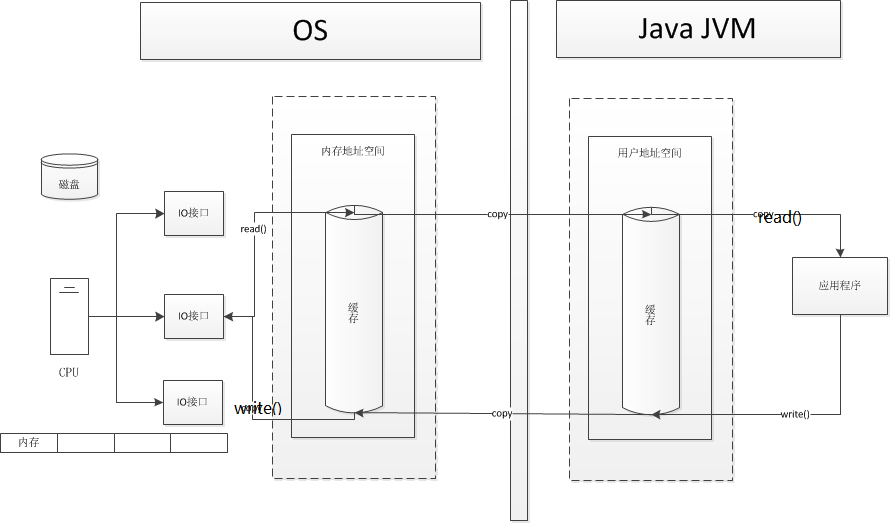 OS
Java JVM
内存地址空间
用户地址空间
磁盘
IO接口
read()
copy
copy
read()
缓存
缓存
IO接口
应用程序
CPU
IO接口
write()
copy
write()
内存